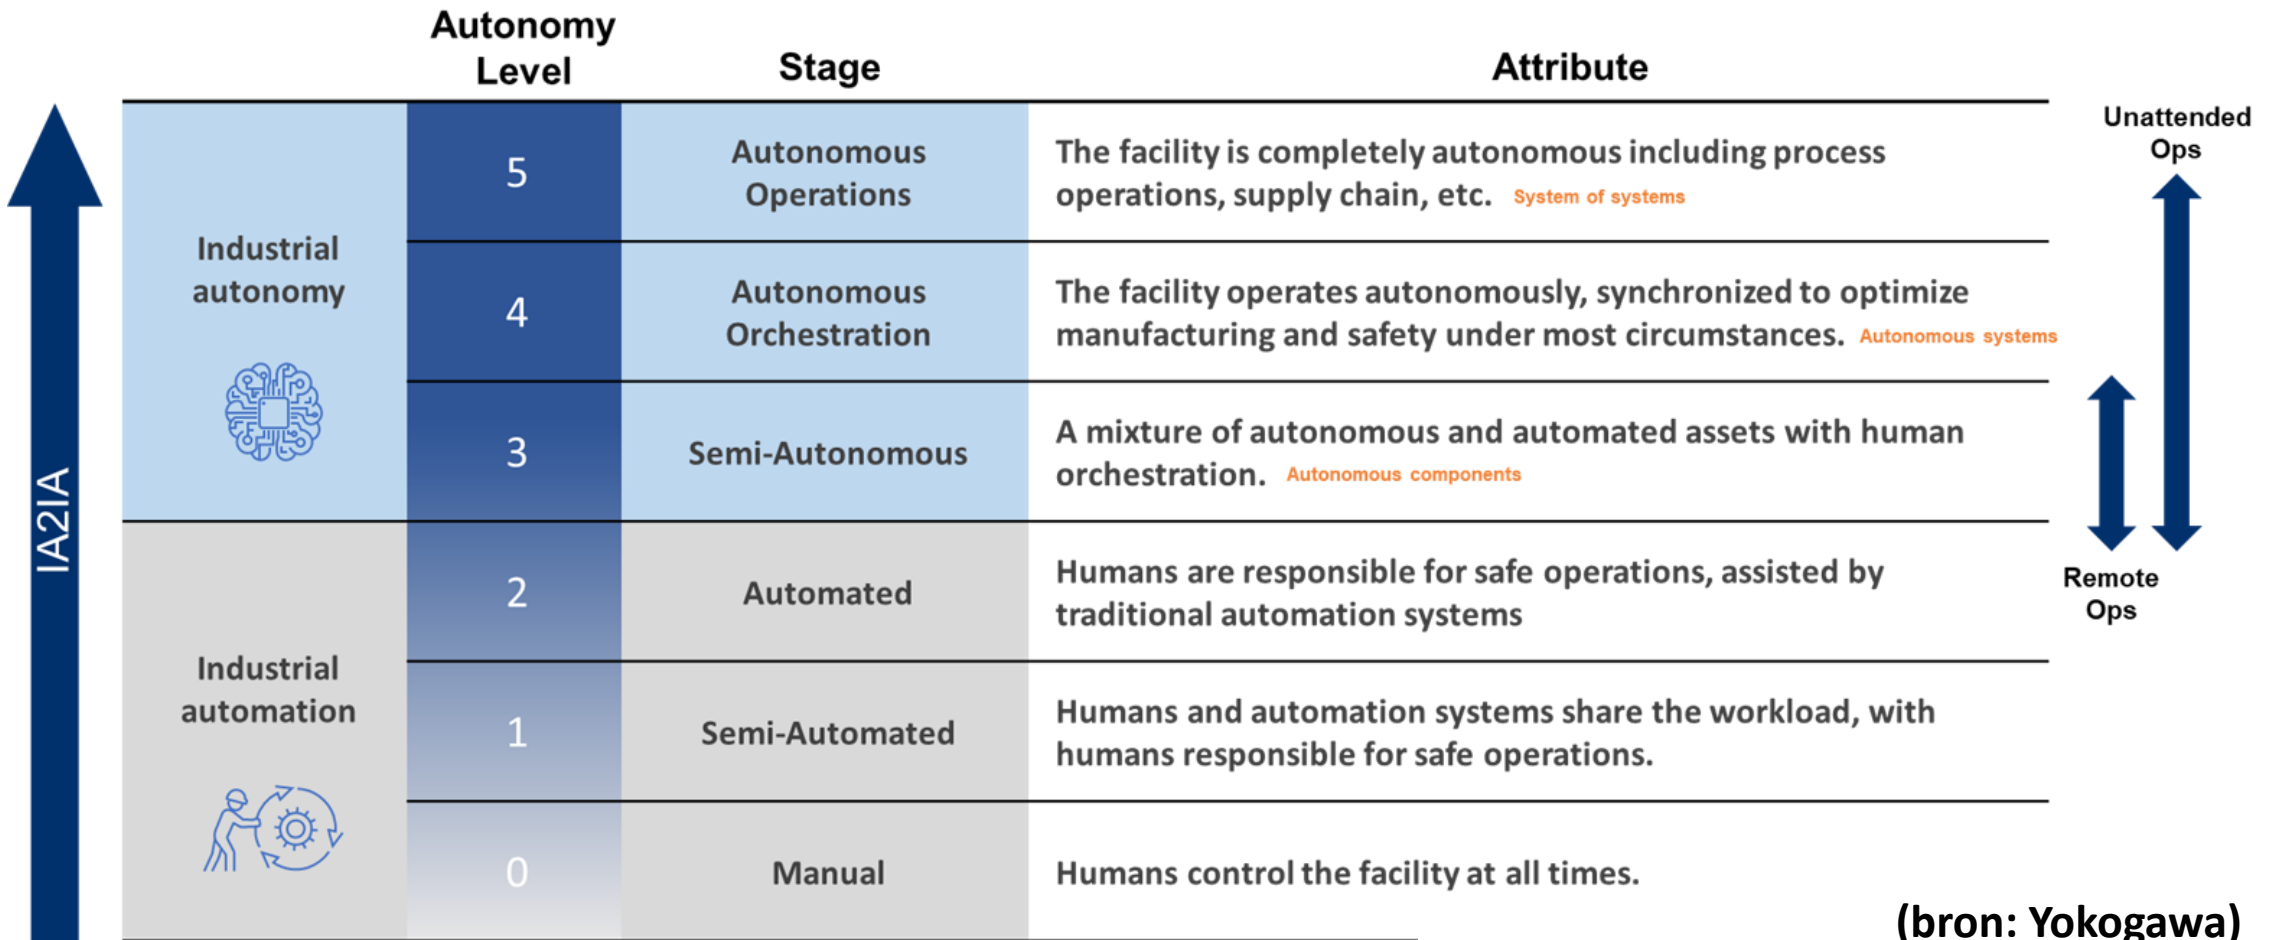 Autonomy
Level
Stage
Attribute
Unattended
Ops
5
Autonomous
Operations
The facility is completely autonomous including process
operations, supply chain, etc. System of systems
Industrial
autonomy
4
Autonomous
Orchestration
The facility operates autonomously, synchronized to optimize
manufacturing and safety under most circumstances. Autonomous systems
3
Semi-Autonomous
A mixture of autonomous and automated assets with human
orchestration. Autonomous components
IA2IA
2
Automated
Humans are responsible for safe operations, assisted by
traditional automation systems
Remote
Ops
Industrial
automation
1
Semi-Automated
Humans and automation systems share the workload, with
humans responsible for safe operations.
0
Manual
Humans control the facility at all times.
(bron: Yokogawa)